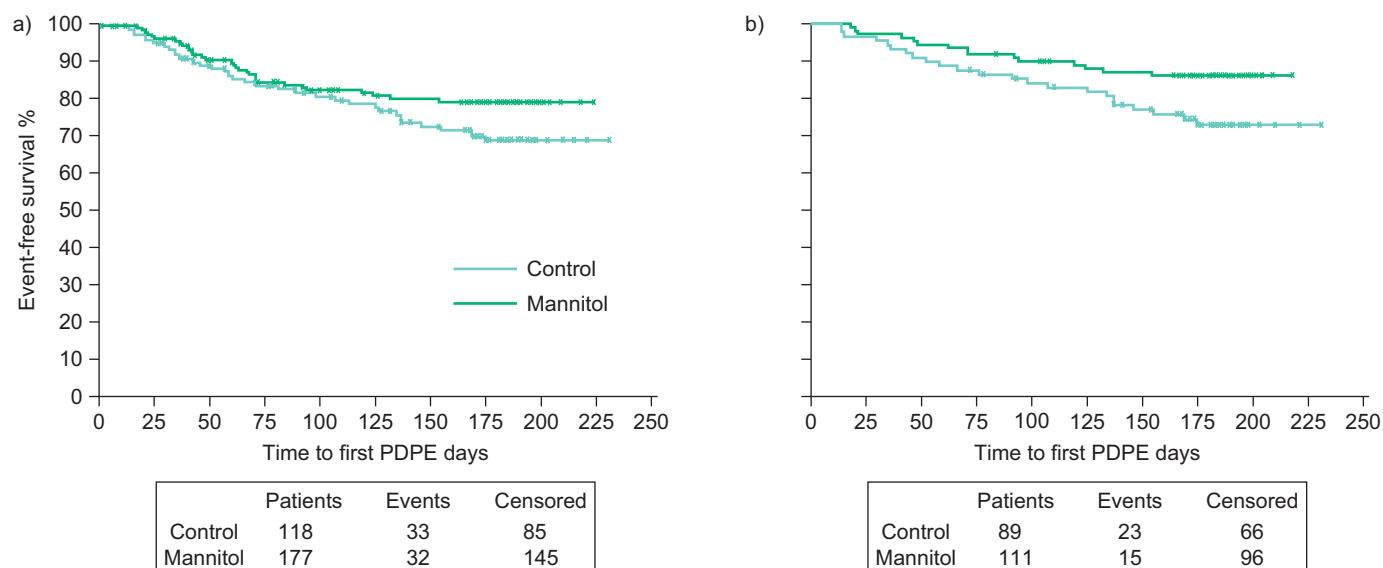 a)
100
90
80
70
60
50
40
30
20
10
0
Event-free survival %
Control
Mannitol
0 25 50 75 100 125 150 175 200 225 250
Time to first PDPE days
Patients Events Censored
Control 118 33 85
Mannitol 177 32 145
b)
0 25 50 75 100 125 150 175 200 225 250
Time to first PDPE days
Patients Events Censored
Control 89 23 66
Mannitol 111 15 96